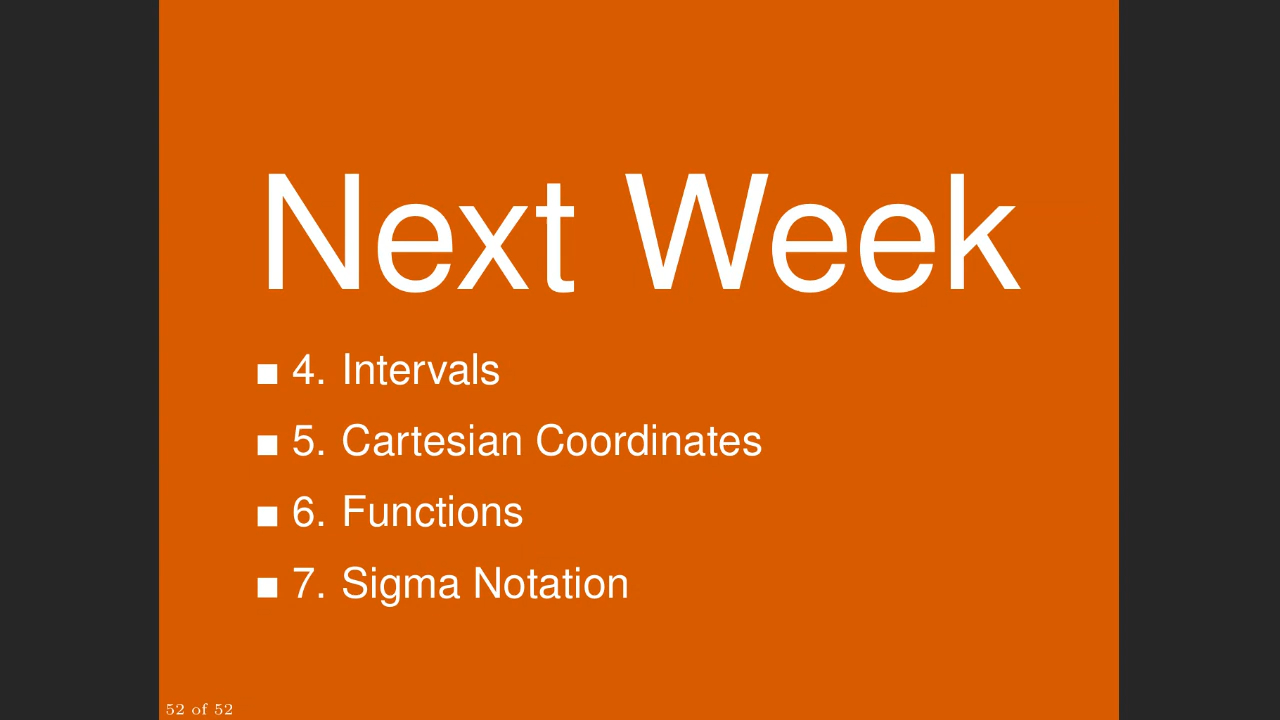 Next Week
■ 4. Intervals
■ 5. Cartesian Coordinates
■ 6. Functions
■ 7. Sigma Notation
52 of 52